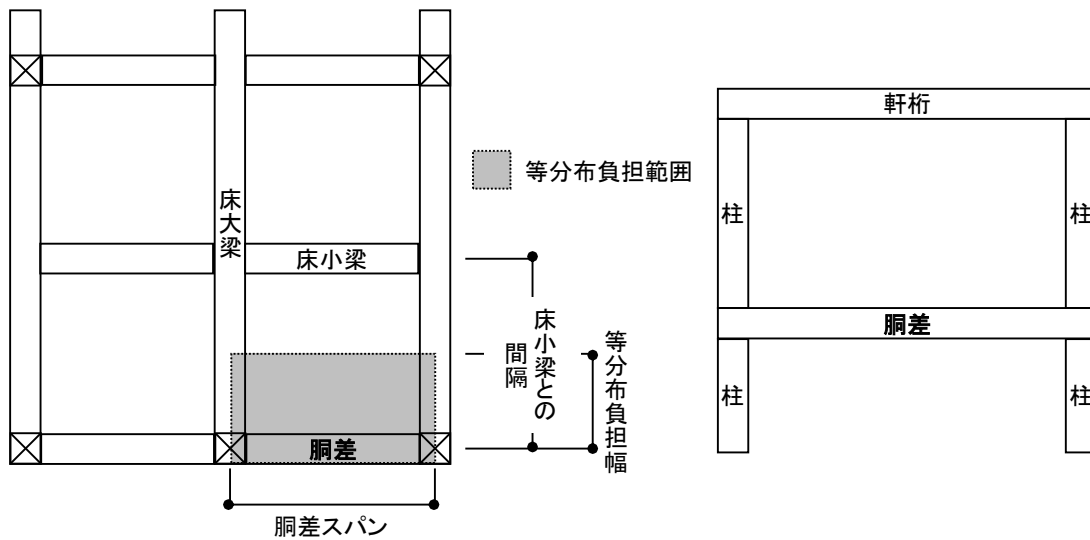 軒桁
等分布負担範囲
床大梁
柱
柱
床小梁
胴差
床小梁との
間隔
等分布負担幅
柱
柱
胴差
胴差スパン